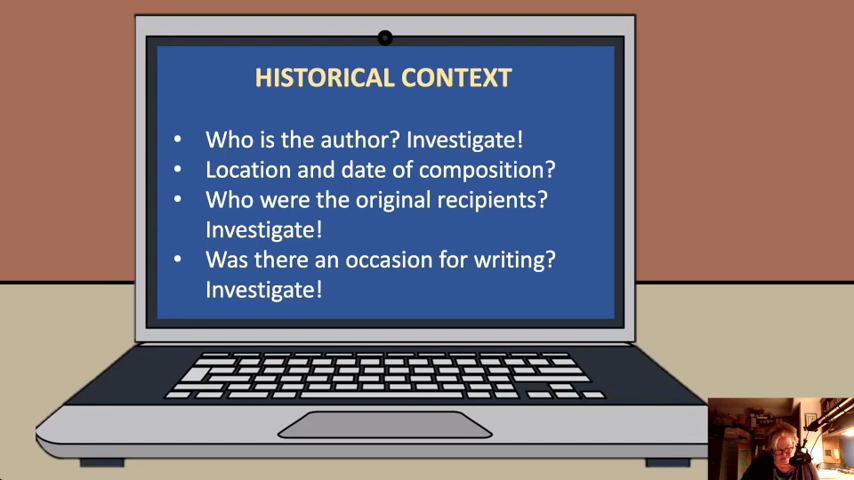 HISTORICAL CONTEXT
• Who is the author? Investigate!
• Location and date of composition?
• Who were the original recipients?
Investigate!
• Was there an occasion for writing?
Investigate!